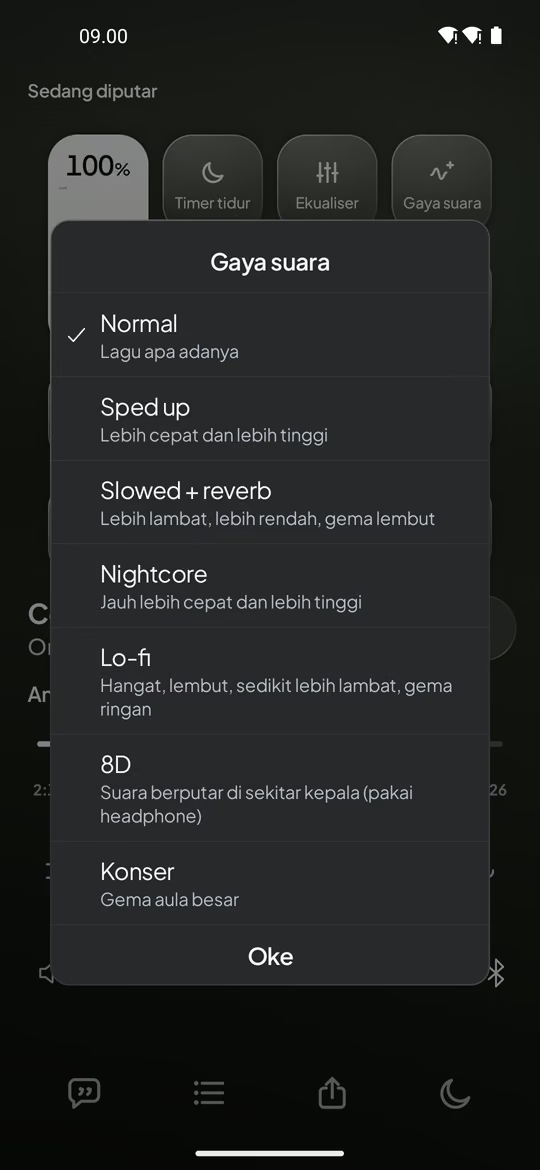 09.00
Sedang diputar
100%
Timer tidur
Ekualiser
Gaya suara
Gaya suara
Normal
Lagu apa adanya
Sped up
Lebih cepat dan lebih tinggi
Slowed + reverb
Lebih lambat, lebih rendah, gema lembut
Nightcore
Jauh lebih cepat dan lebih tinggi
Lo-fi
Hangat, lembut, sedikit lebih lambat, gema
ringan
8D
Suara berputar di sekitar kepala (pakai
headphone)
Konser
Gema aula besar
Oke